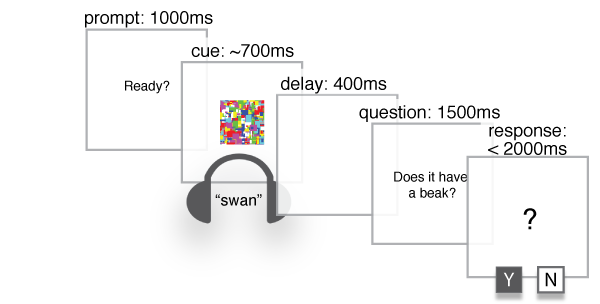 prompt: 1000ms
Ready?
cue: ~700ms
“swan”
delay: 400ms
question: 1500ms
Does it have
a beak?
response:
< 2000ms
?
Y
N